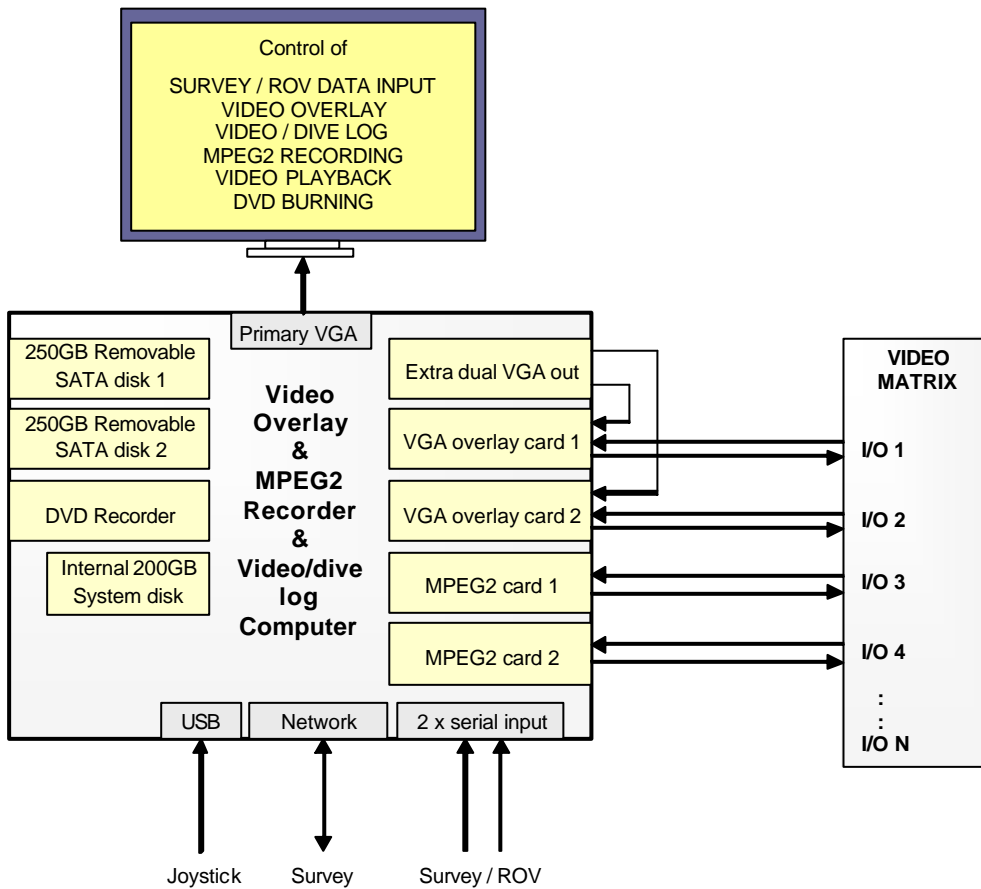 Control of
SURVEY / ROV DATA INPUT
VIDEO OVERLAY
VIDEO / DIVE LOG
MPEG2 RECORDING
VIDEO PLAYBACK
DVD BURNING
Primary VGA
250GB Removable
SATA disk 1
250GB Removable
SATA disk 2
DVD Recorder
Internal 200GB
System disk
Video
Overlay
&
MPEG2
Recorder
&
Video/dive
log
Computer
Extra dual VGA out
VGA overlay card 1
VGA overlay card 2
MPEG2 card 1
MPEG2 card 2
USB
Network
2 x serial input
Joystick
Survey
Survey / ROV
VIDEO
MATRIX
I/O 1
I/O 2
I/O 3
I/O 4
:
:
I/O N